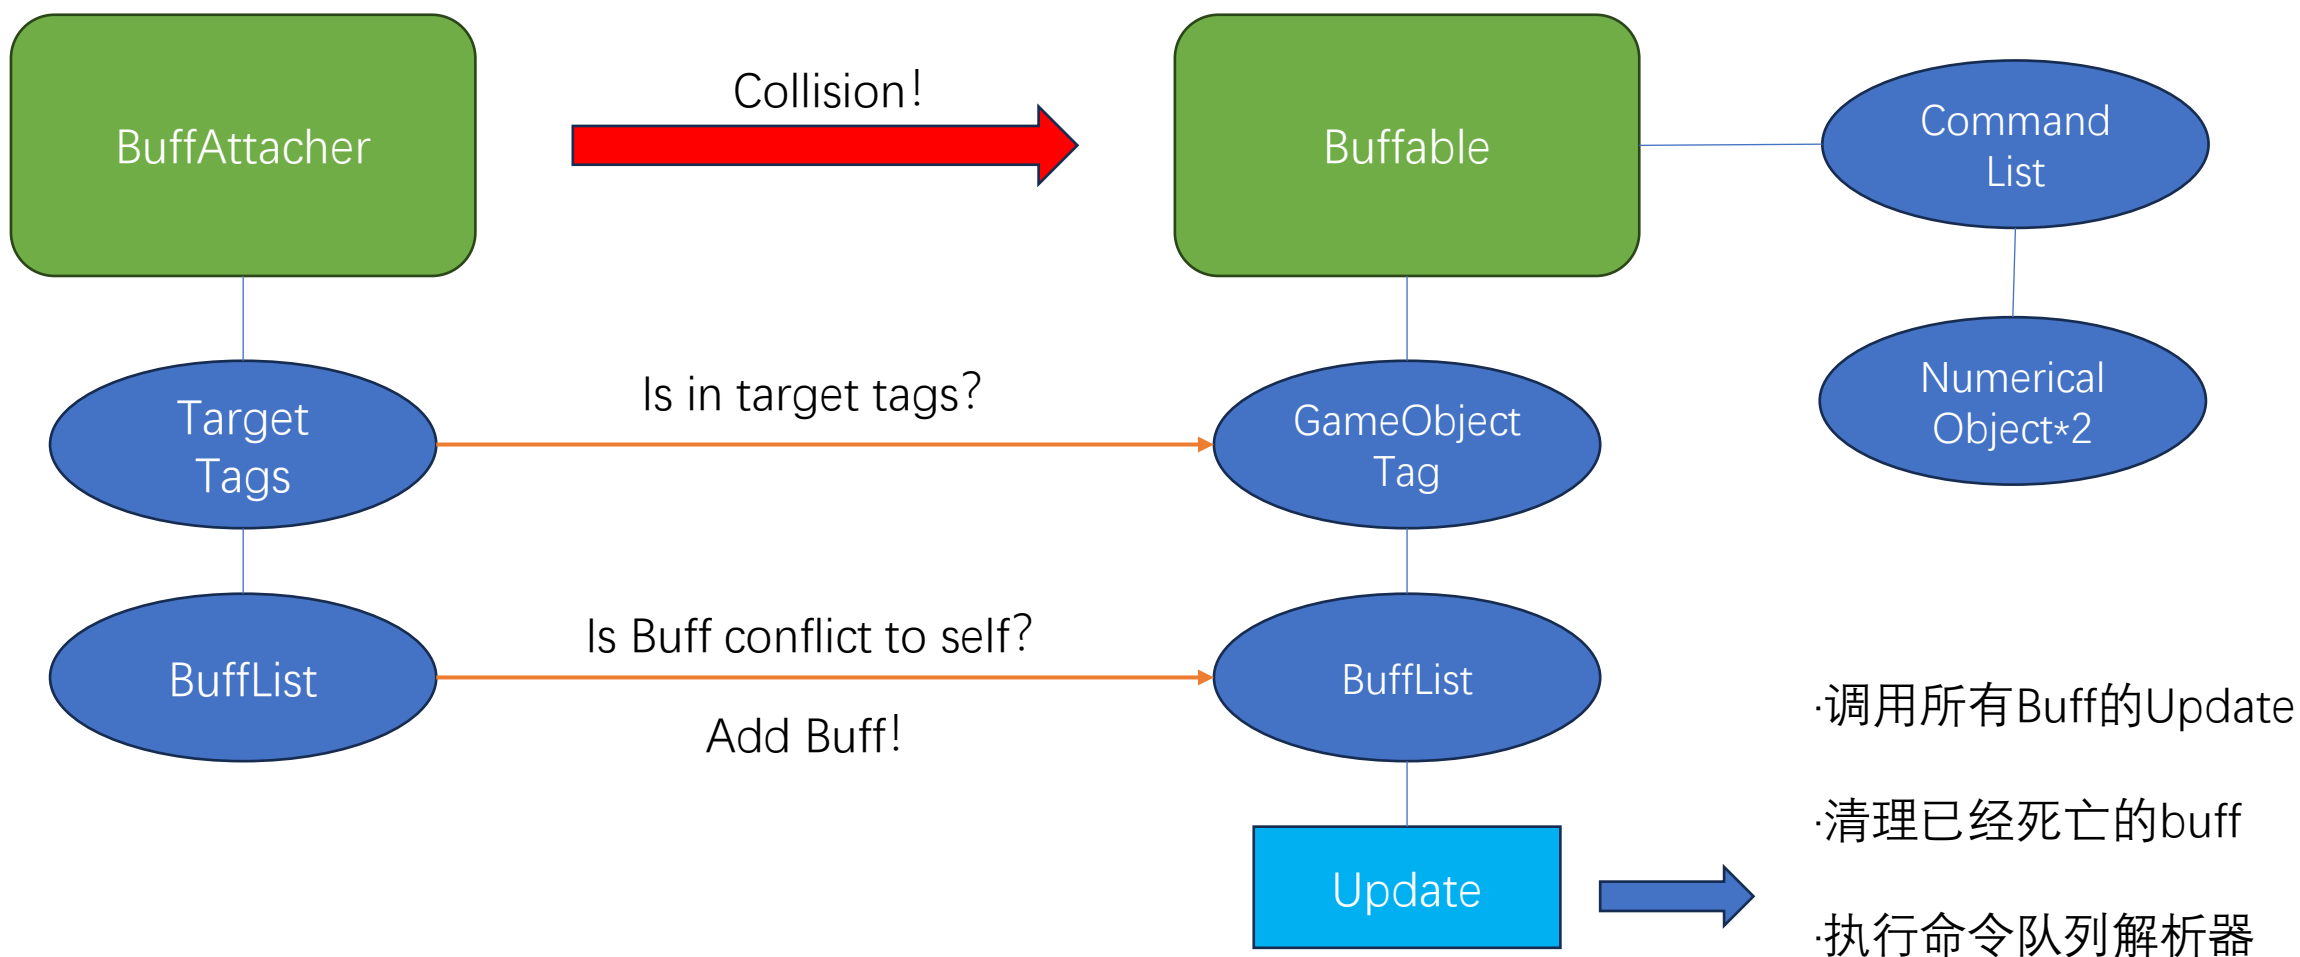 BuffAttacher
Collision!
Buffable
Command
List
Numerical
Object*2
Target
Tags
Is in target tags?
GameObject
Tag
BuffList
Is Buff conflict to self?
Add Buff!
BuffList
Update
·调用所有Buff的Update
·清理已经死亡的buff
·执行命令队列解析器